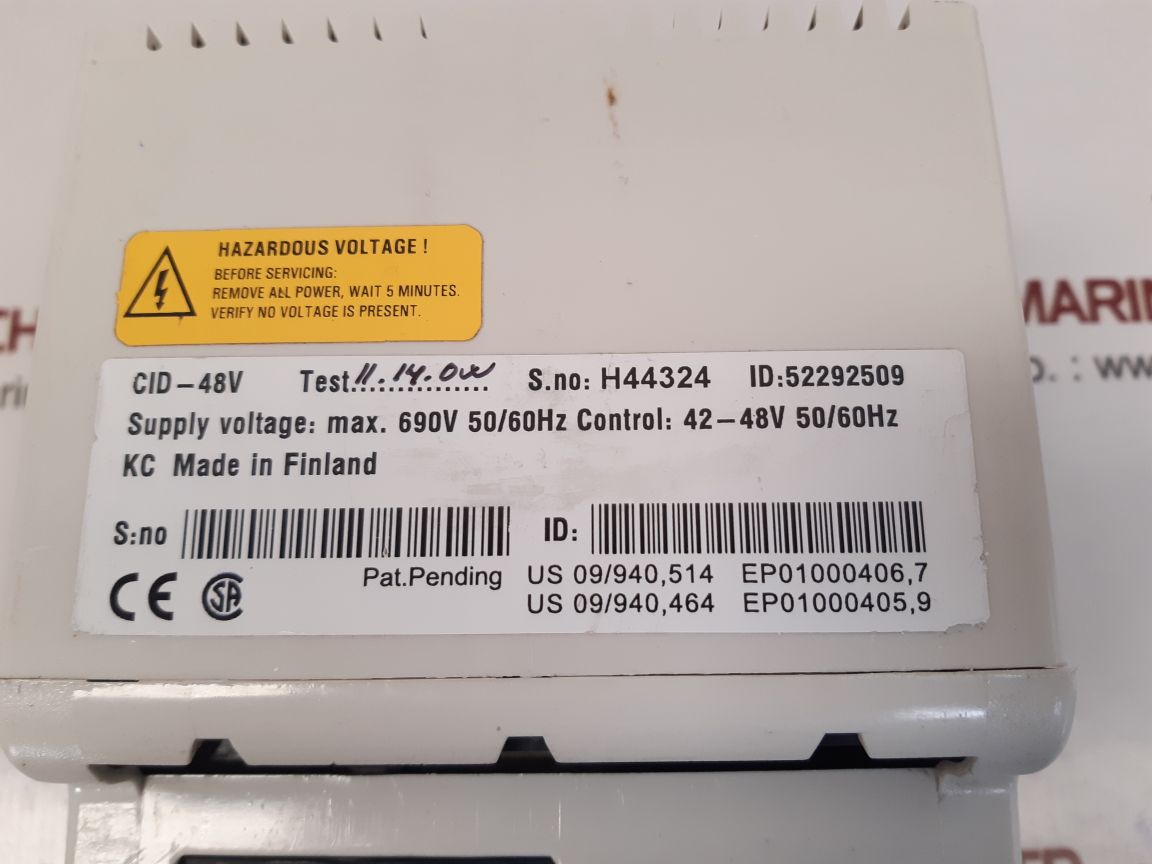 HAZARDOUS VOLTAGE !
BEFORE SERVICING:
REMOVE ALL POWER, WAIT 5 MINUTES.
VERIFY NO VOLTAGE IS PRESENT.
CID-48V Test............... S.no: H44324 ID:52292509
Supply voltage: max. 690V 50/60Hz Control: 42-48V 50/60Hz
KC Made in Finland
S:no ID:
CE SA Pat.Pending US 09/940,514 EP01000406,7
US 09/940,464 EP01000405,9